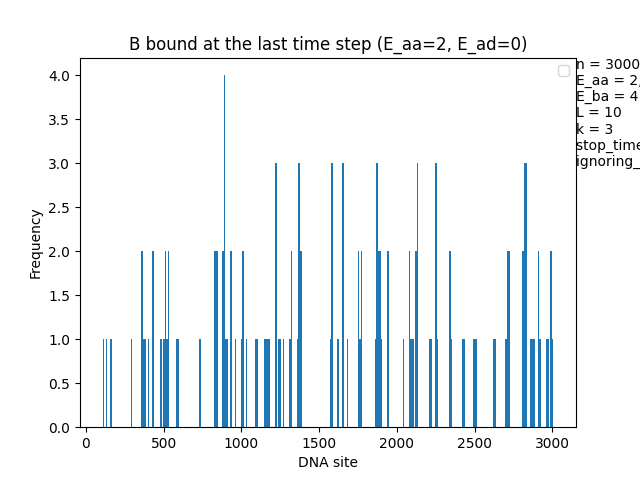 B bound at the last time step (E_aa=2, E_ad=0)
n = 3000
E_aa = 2,
E_ba = 4
L = 10
k = 3
stop_time
ignoring_
Frequency
4.0
3.5
3.0
2.5
2.0
1.5
1.0
0.5
0.0
0
500
1000
1500
2000
2500
3000
DNA site